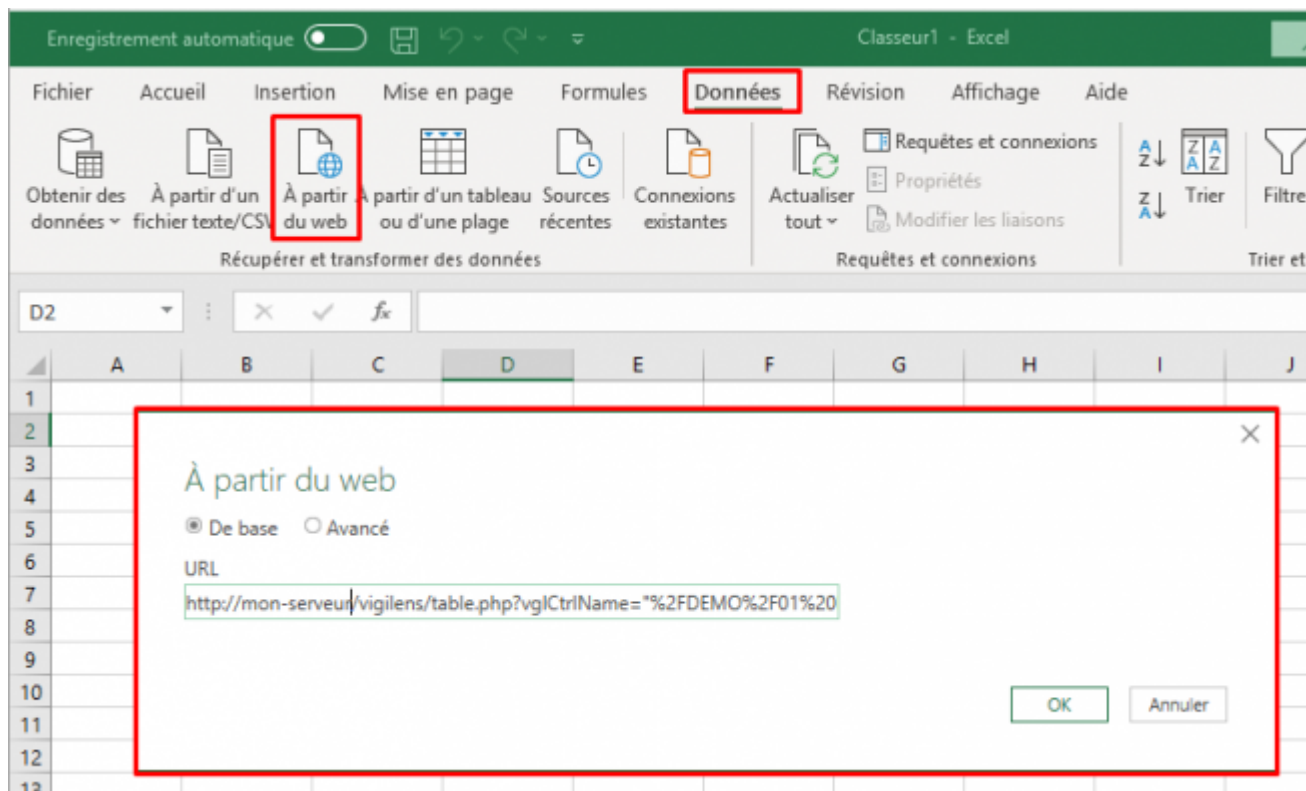 Enregistrement automatique
Classeur1 - Excel
Fichier Accueil Insertion Mise en page Formules Données Révision Affichage Aide
Obtenir des données
À partir d'un fichier texte/CSV
À partir du web
À partir d'un tableau ou d'une plage
Sources récentes
Connexions existantes
Actualiser tout
Requêtes et connexions
Propriétés
Modifier les liaisons
Trier
Filtre
Récupérer et transformer des données
Requêtes et connexions
Trier et
D2
fx
A B C D E F G H I J
1
2
3
4
5
6
7
8
9
10
11
12
13
À partir du web
De base Avancé
URL
http://mon-serveur/vigilens/table.php?vglCtrlName="%2FDEMO%2F01%20
OK Annuler